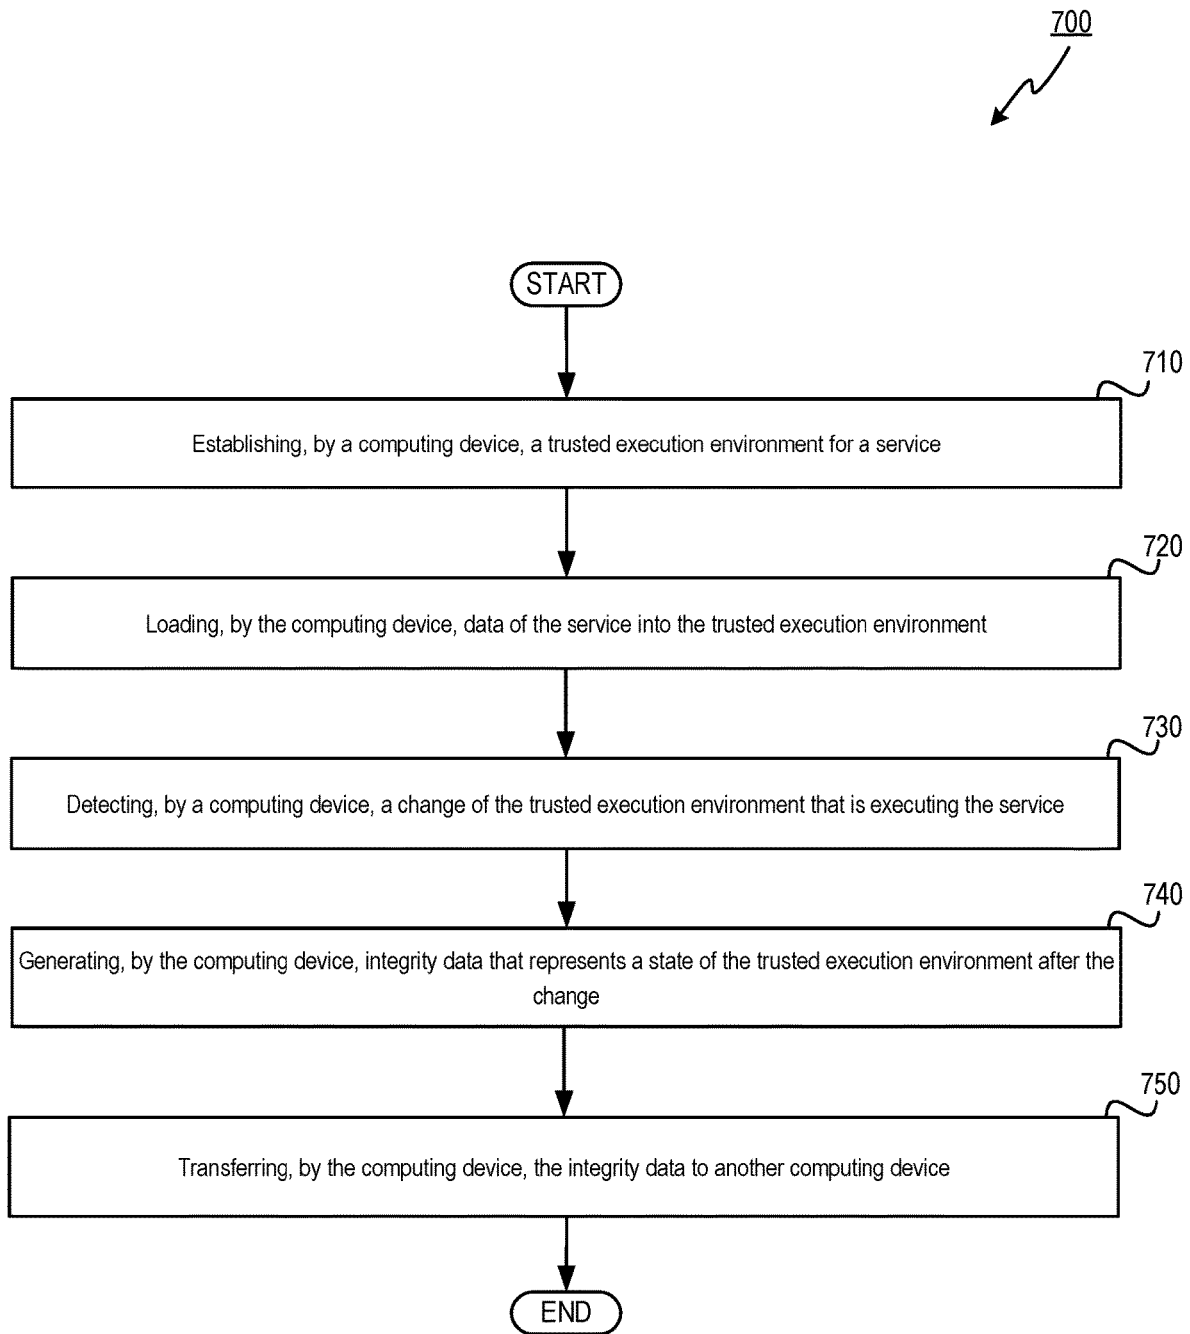 700
START
710
Establishing, by a computing device, a trusted execution environment for a service
720
Loading, by the computing device, data of the service into the trusted execution environment
730
Detecting, by a computing device, a change of the trusted execution environment that is executing the service
740
Generating, by the computing device, integrity data that represents a state of the trusted execution environment after the
change
750
Transferring, by the computing device, the integrity data to another computing device
END